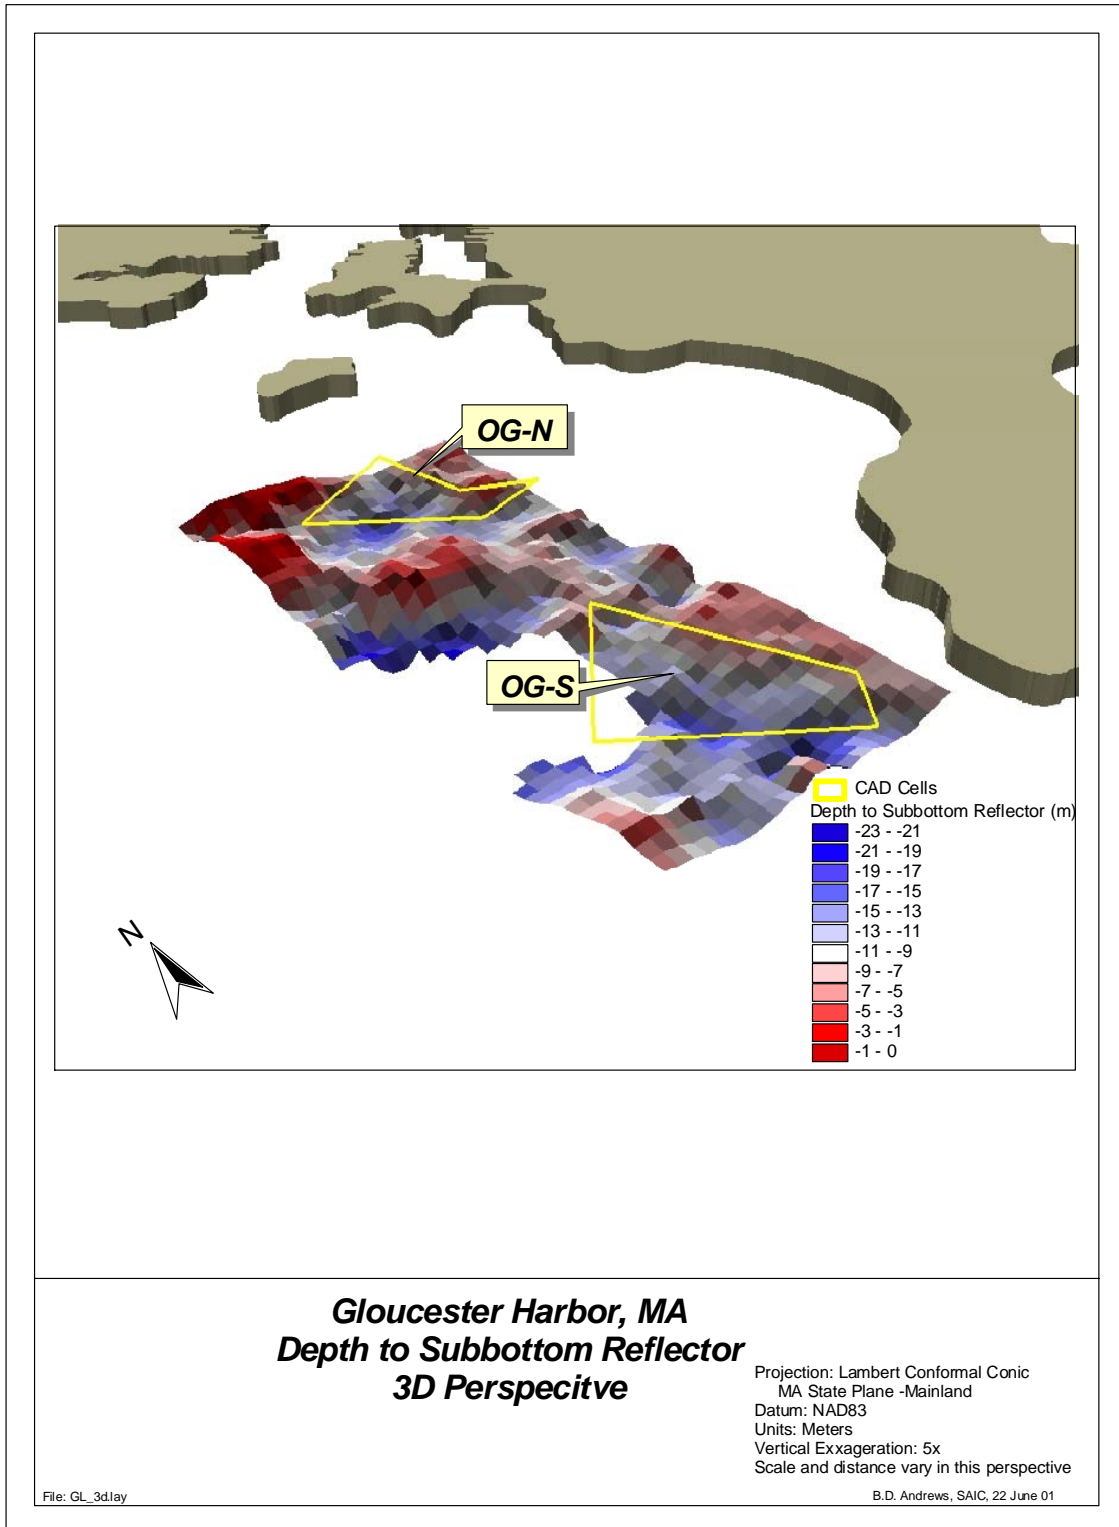 OG-N
OG-S
CAD Cells
Depth to Subbottom Reflector (m)
-23 - -21
-21 - -19
-19 - -17
-17 - -15
-15 - -13
-13 - -11
-11 - -9
-9 - -7
-7 - -5
-5 - -3
-3 - -1
-1 - 0
N
Gloucester Harbor, MA
Depth to Subbottom Reflector
3D Perspecitve
Projection: Lambert Conformal Conic
MA State Plane -Mainland
Datum: NAD83
Units: Meters
Vertical Exxageration: 5x
Scale and distance vary in this perspective
File: GL_3d.lay
B.D. Andrews, SAIC, 22 June 01